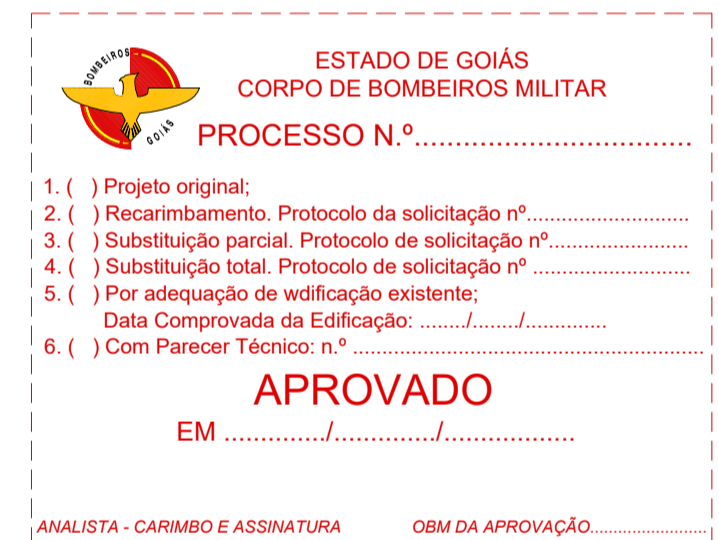 BOMBEIROS
GOIÁS
ESTADO DE GOIÁS
CORPO DE BOMBEIROS MILITAR
PROCESSO N.º..................................
1. (   ) Projeto original;
2. (   ) Recarimbamento. Protocolo da solicitação nº............................
3. (   ) Substituição parcial. Protocolo de solicitação nº........................
4. (   ) Substituição total. Protocolo de solicitação nº ...........................
5. (   ) Por adequação de wdificação existente;
Data Comprovada da Edificação: ......../......../..............
6. (   ) Com Parecer Técnico: n.º ............................................................
APROVADO
EM ............../............../..................
ANALISTA - CARIMBO E ASSINATURA OBM DA APROVAÇÃO.........................